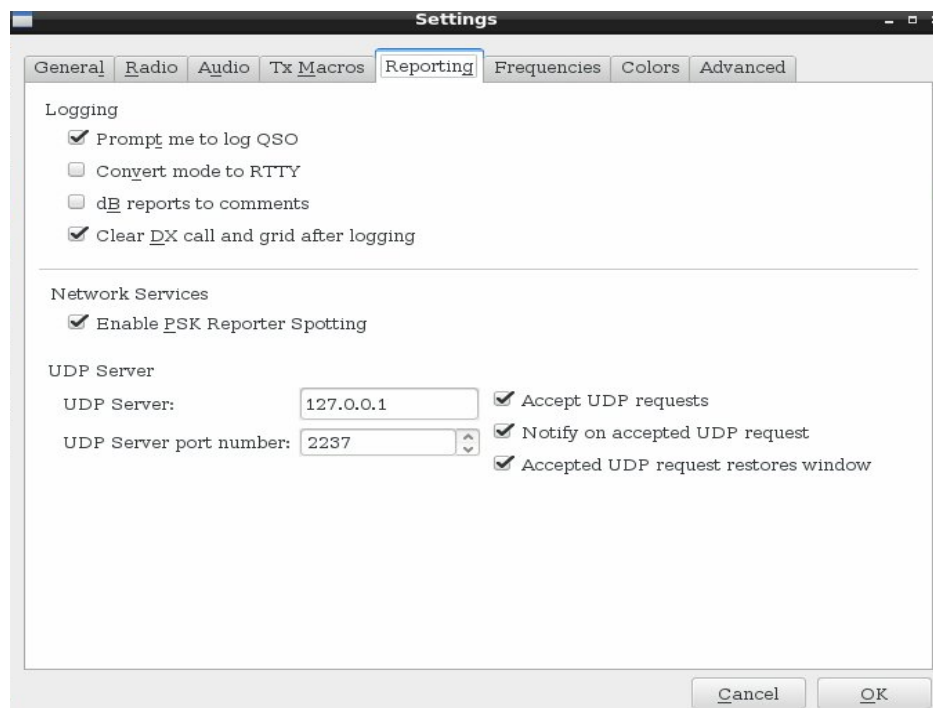 Settings
General Radio Audio Tx Macros Reporting Frequencies Colors Advanced
Logging
Prompt me to log QSO
Convert mode to RTTY
dB reports to comments
Clear DX call and grid after logging
Network Services
Enable PSK Reporter Spotting
UDP Server
UDP Server: 127.0.0.1
Accept UDP requests
UDP Server port number: 2237
Notify on accepted UDP request
Accepted UDP request restores window
Cancel OK